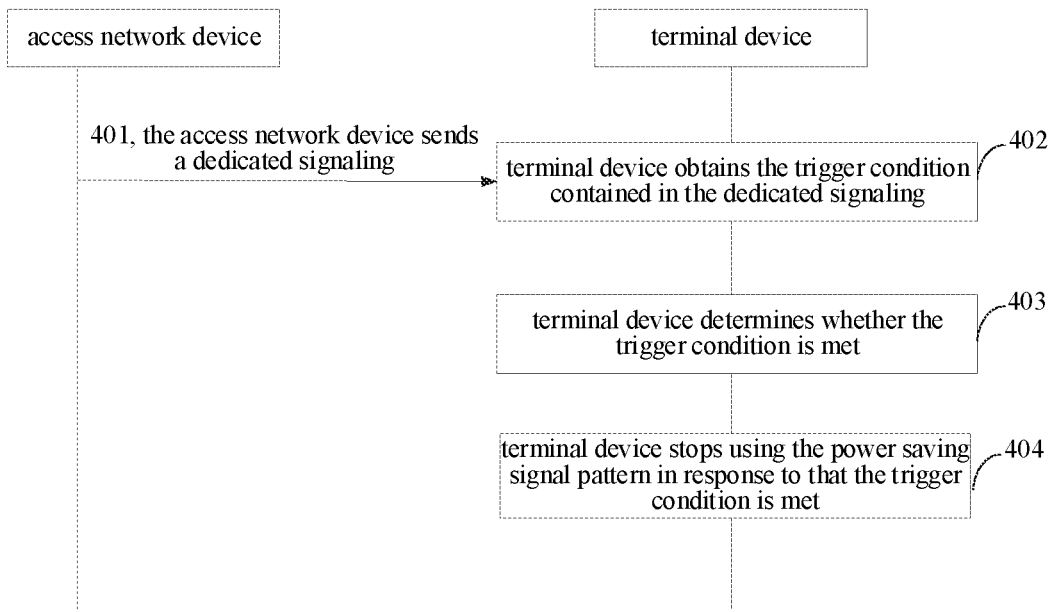 access network device
terminal device
401, the access network device sends
a dedicated signaling
402
terminal device obtains the trigger condition
contained in the dedicated signaling
403
terminal device determines whether the
trigger condition is met
404
terminal device stops using the power saving
signal pattern in response to that the trigger
condition is met